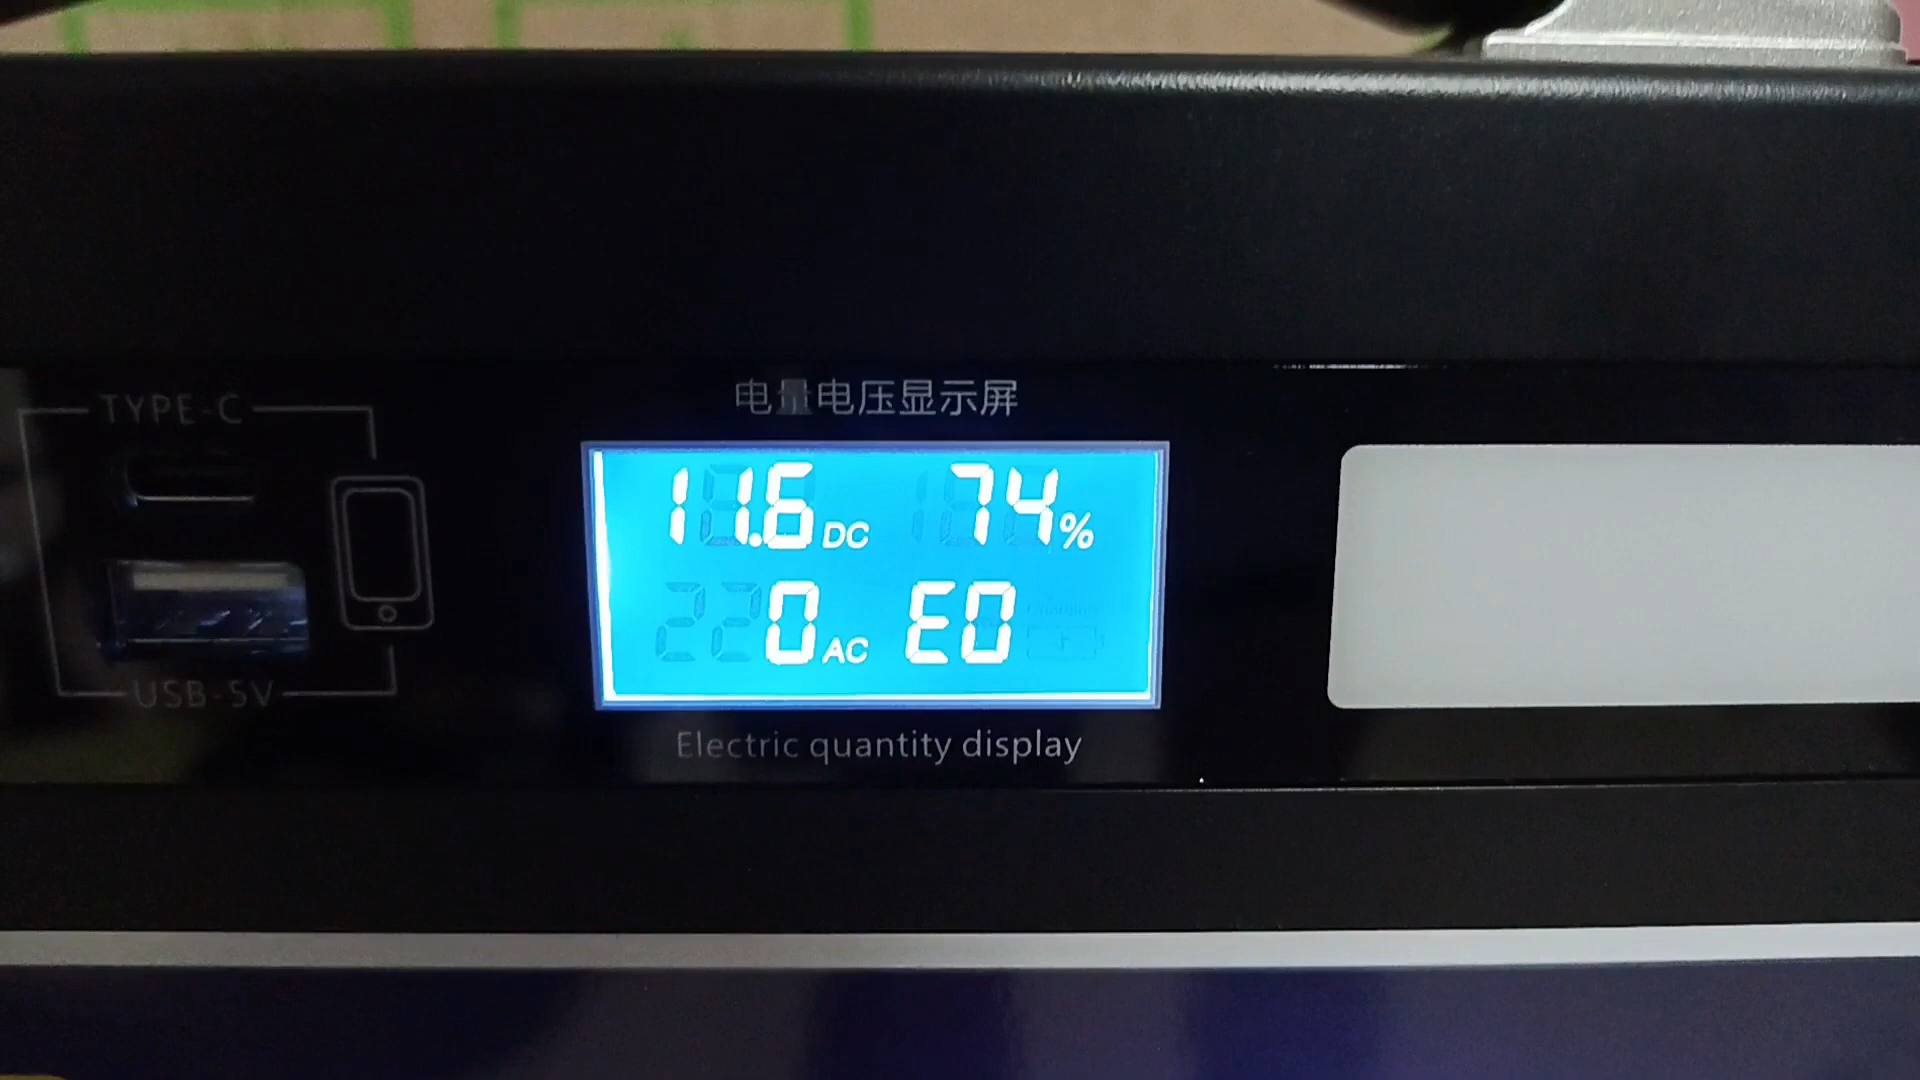 电量电压显示屏
TYPE-C
11.6 DC 74%
0 AC E0
USB-5V
Electric quantity display